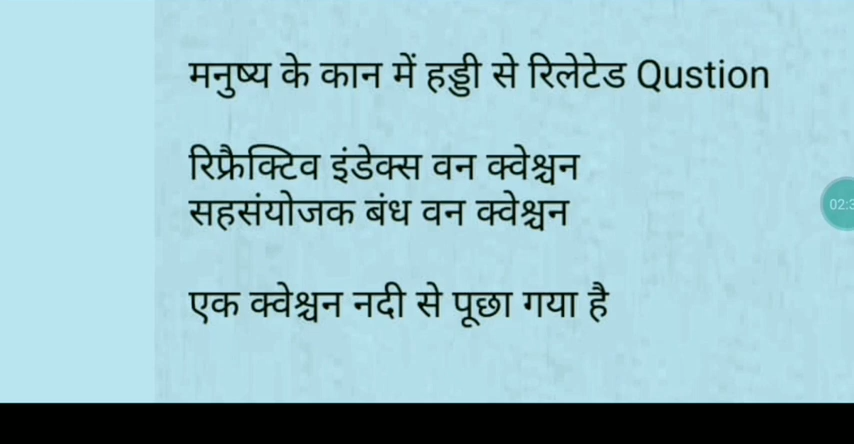 मनुष्य के कान में हड्डी से रिलेटेड Qustion
रिफ्रैक्टिव इंडेक्स वन क्वेश्चन
सहसंयोजक बंध वन क्वेश्चन
एक क्वेश्चन नदी से पूछा गया है